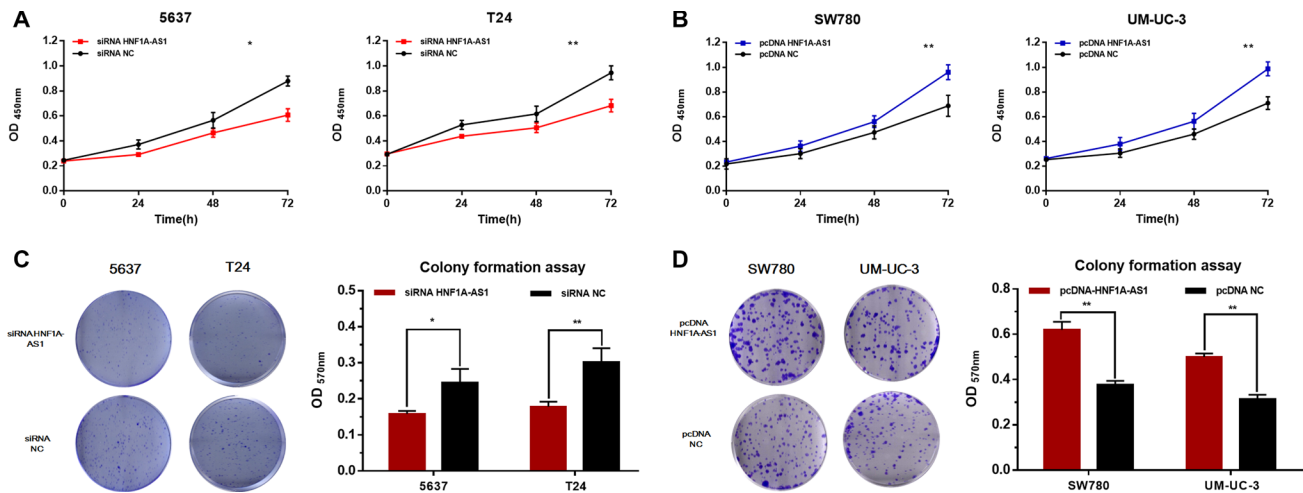 A
5637
siRNA HNF1A-AS1
siRNA NC
*
1.2
1.0
0.8
0.6
0.4
0.2
0.0
OD 450nm
0
24
48
72
Time(h)
T24
siRNA HNF1A-AS1
siRNA NC
**
1.2
1.0
0.8
0.6
0.4
0.2
0.0
OD 450nm
0
24
48
72
Time(h)
B
SW780
pcDNA HNF1A-AS1
pcDNA NC
**
1.2
1.0
0.8
0.6
0.4
0.2
0.0
OD 450nm
0
24
48
72
Time(h)
UM-UC-3
pcDNA HNF1A-AS1
pcDNA NC
**
1.2
1.0
0.8
0.6
0.4
0.2
0.0
OD 450nm
0
24
48
72
Time(h)
C
5637
T24
siRNAHNF1A-
AS1
siRNA
NC
Colony formation assay
siRNA HNF1A-AS1
siRNA NC
*
**
0.5
0.4
0.3
0.2
0.1
0.0
OD 570nm
5637
T24
D
SW780
UM-UC-3
pcDNA
HNF1A-AS1
pcDNA
NC
Colony formation assay
pcDNA-HNF1A-AS1
pcDNA NC
**
**
0.8
0.6
0.4
0.2
0.0
OD 570nm
SW780
UM-UC-3